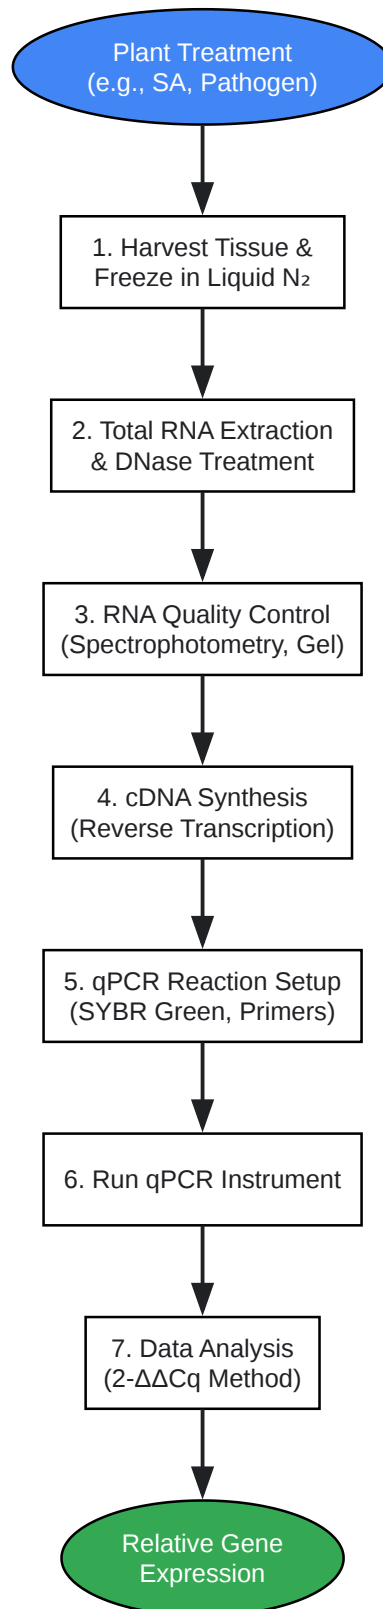 Plant Treatment
(e.g., SA, Pathogen)
1. Harvest Tissue &
Freeze in Liquid N₂
2. Total RNA Extraction
& DNase Treatment
3. RNA Quality Control
(Spectrophotometry, Gel)
4. cDNA Synthesis
(Reverse Transcription)
5. qPCR Reaction Setup
(SYBR Green, Primers)
6. Run qPCR Instrument
7. Data Analysis
(2-ΔΔCq Method)
Relative Gene
Expression